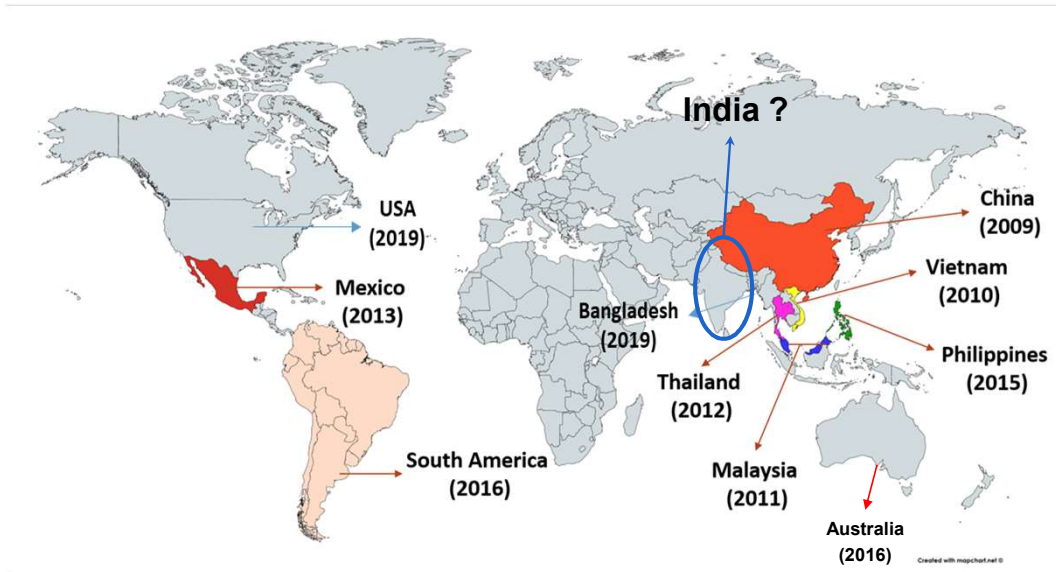 India ?
USA
(2019)
China
(2009)
Vietnam
(2010)
Mexico
(2013)
Bangladesh
(2019)
Philippines
(2015)
Thailand
(2012)
South America
(2016)
Malaysia
(2011)
Australia
(2016)
Created with mapchart.net ©